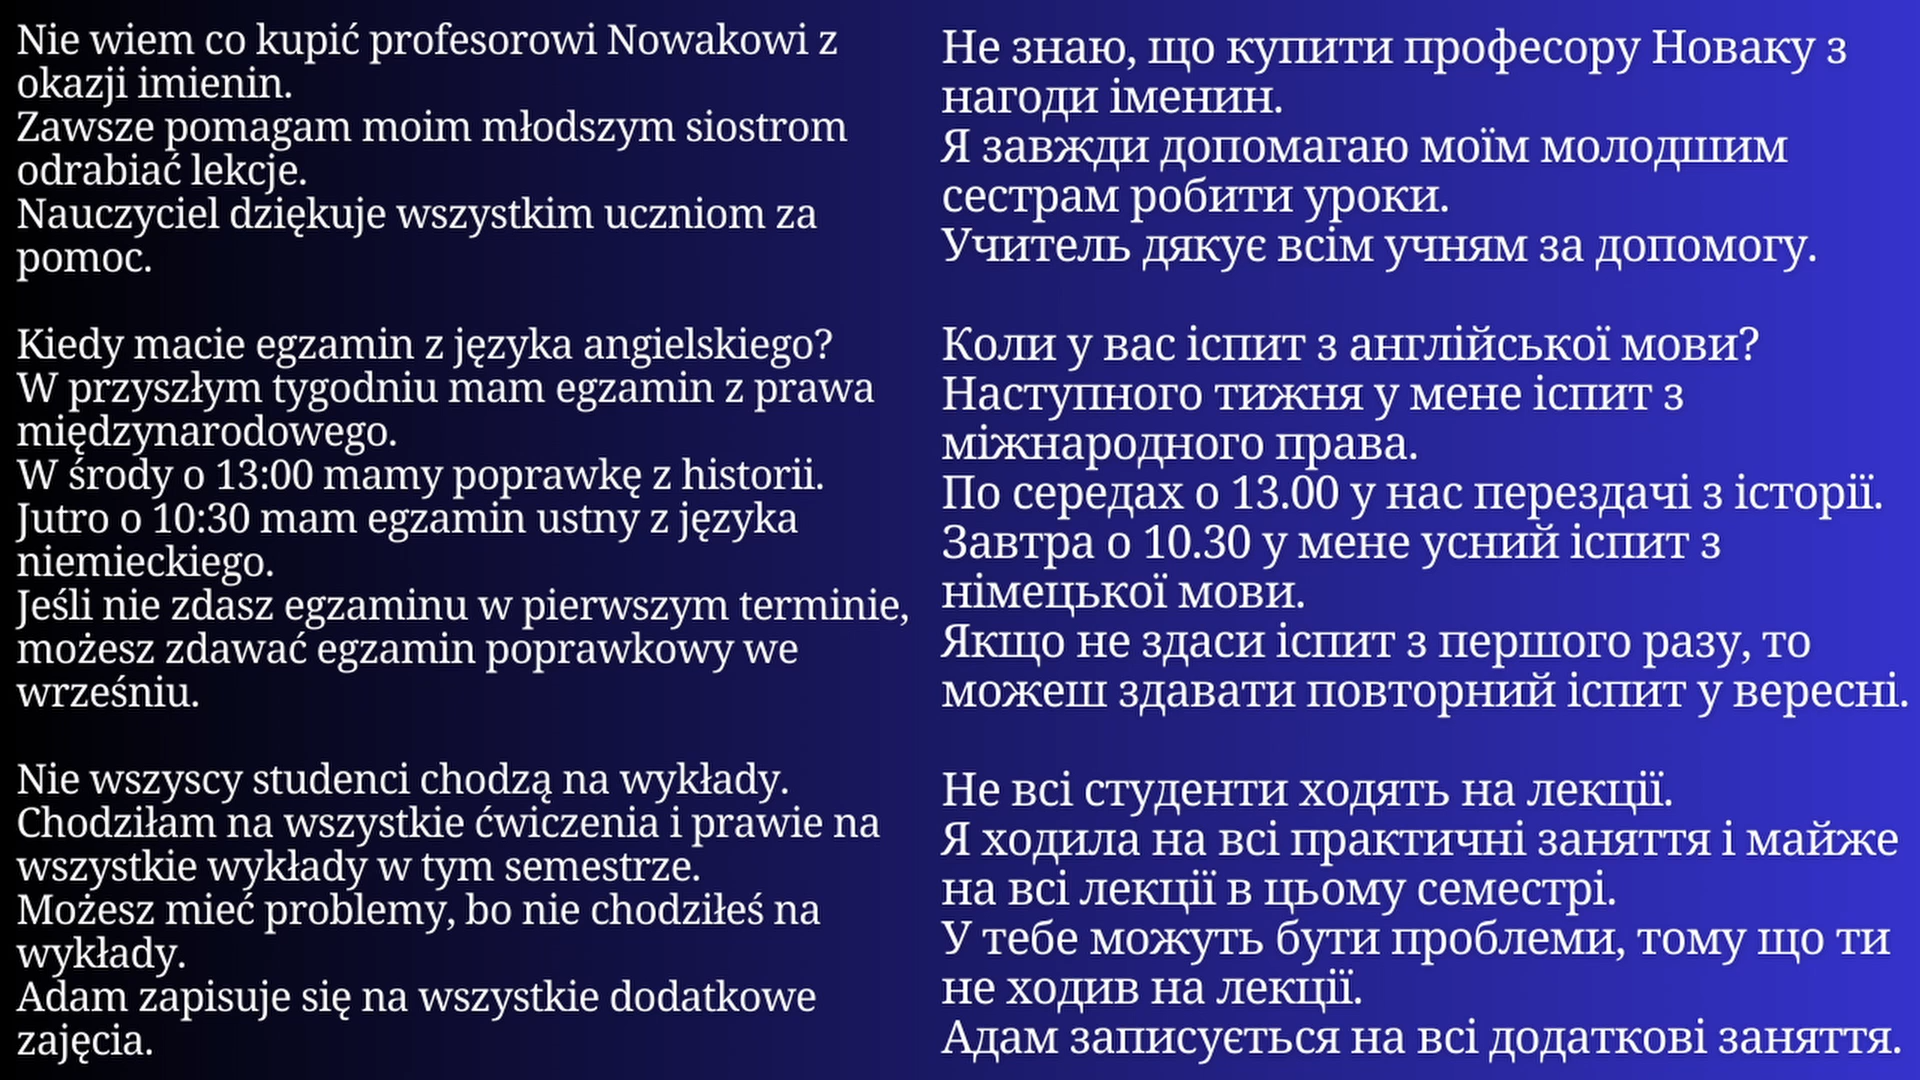 Nie wiem co kupić profesorowi Nowakowi z
okazji imienin.
Zawsze pomagam moim młodszym siostrom
odrabiać lekcje.
Nauczyciel dziękuje wszystkim uczniom za
pomoc.
Kiedy macie egzamin z języka angielskiego?
W przyszłym tygodniu mam egzamin z prawa
międzynarodowego.
W środy o 13:00 mamy poprawkę z historii.
Jutro o 10:30 mam egzamin ustny z języka
niemieckiego.
Jeśli nie zdasz egzaminu w pierwszym terminie,
możesz zdawać egzamin poprawkowy we
wrześniu.
Nie wszyscy studenci chodzą na wykłady.
Chodziłam na wszystkie ćwiczenia i prawie na
wszystkie wykłady w tym semestrze.
Możesz mieć problemy, bo nie chodziłeś na
wykłady.
Adam zapisuje się na wszystkie dodatkowe
zajęcia.
Не знаю, що купити професору Новаку з
нагоди іменин.
Я завжди допомагаю моїм молодшим
сестрам робити уроки.
Учитель дякує всім учням за допомогу.
Коли у вас іспит з англійської мови?
Наступного тижня у мене іспит з
міжнародного права.
По середах о 13.00 у нас перездачі з історії.
Завтра о 10.30 у мене усний іспит з
німецької мови.
Якщо не здаси іспит з першого разу, то
можеш здавати повторний іспит у вересні.
Не всі студенти ходять на лекції.
Я ходила на всі практичні заняття і майже
на всі лекції в цьому семестрі.
У тебе можуть бути проблеми, тому що ти
не ходив на лекції.
Адам записується на всі додаткові заняття.